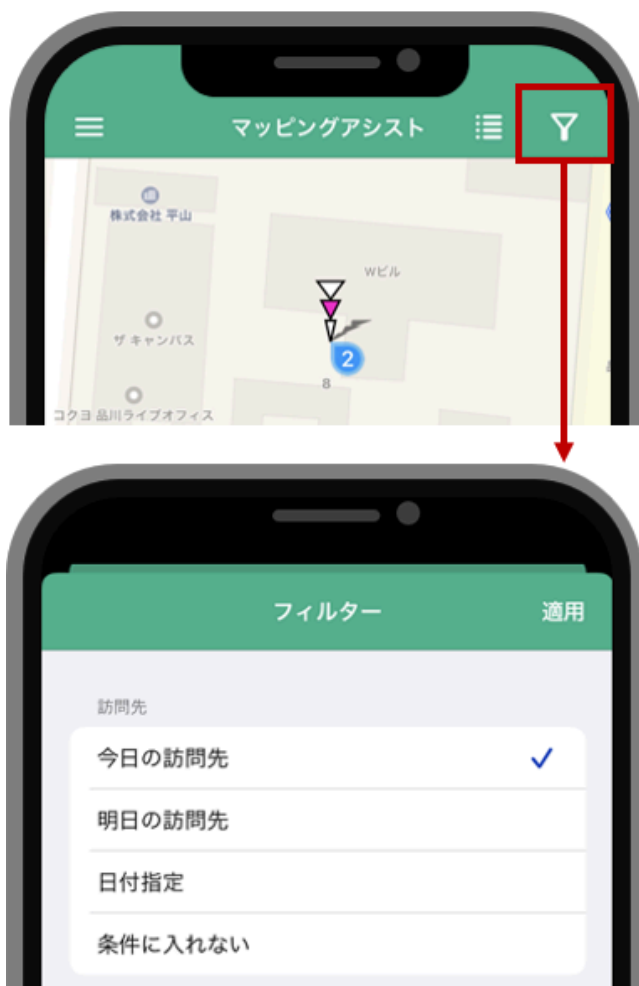 マッピングアシスト
株式会社 平山
Wビル
ザ キャンバス
2
8
コクヨ 品川ライブオフィス
フィルター
適用
訪問先
今日の訪問先
明日の訪問先
日付指定
条件に入れない